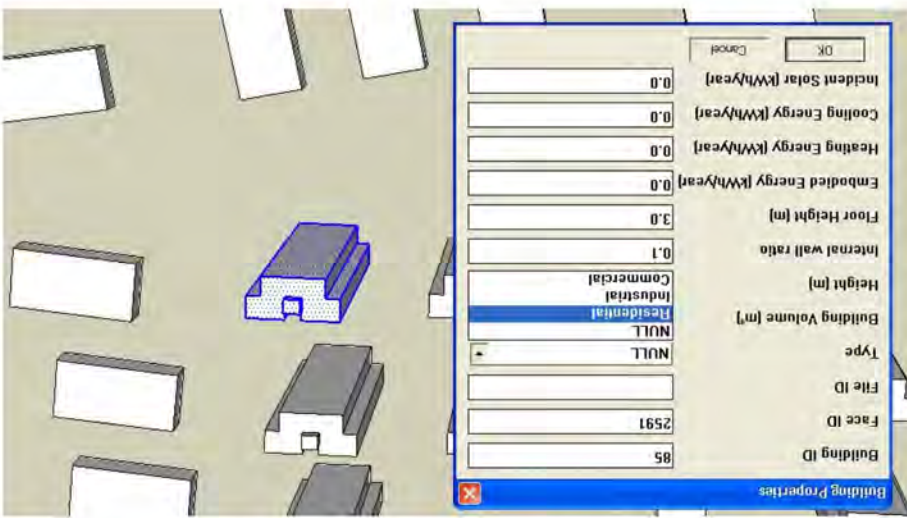 Building Properties
Building ID 85
Face ID 2591
File ID
Type NULL
NULL
Building Volume [m³] Residential
Industrial
Height [m] Commercial
Internal wall ratio 0.1
Floor Height [m] 3.0
Embodied Energy [kWh/year] 0.0
Heating Energy [kWh/year] 0.0
Cooling Energy [kWh/year] 0.0
Incident Solar [kWh/year] 0.0
OK Cancel